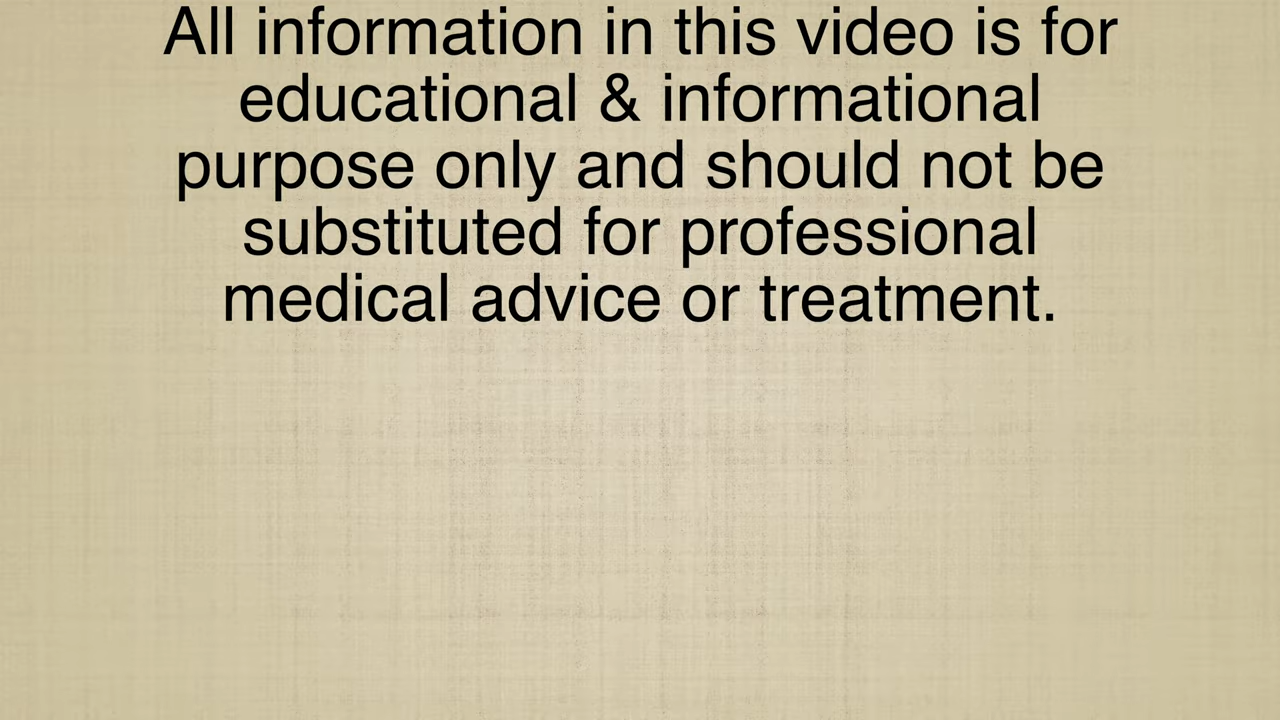 All information in this video is for
educational & informational
purpose only and should not be
substituted for professional
medical advice or treatment.